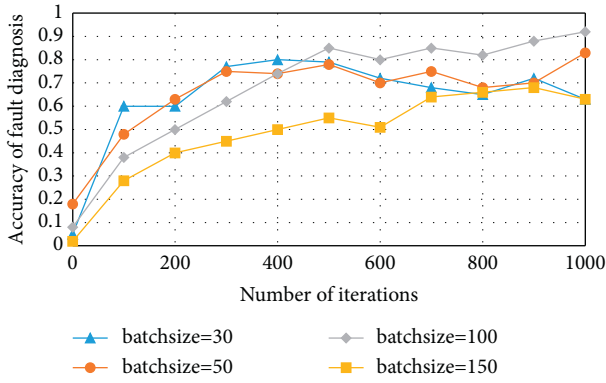 Accuracy of fault diagnosis
1
0.9
0.8
0.7
0.6
0.5
0.4
0.3
0.2
0.1
0
0 200 400 600 800 1000
Number of iterations
batchsize=30 batchsize=100
batchsize=50 batchsize=150